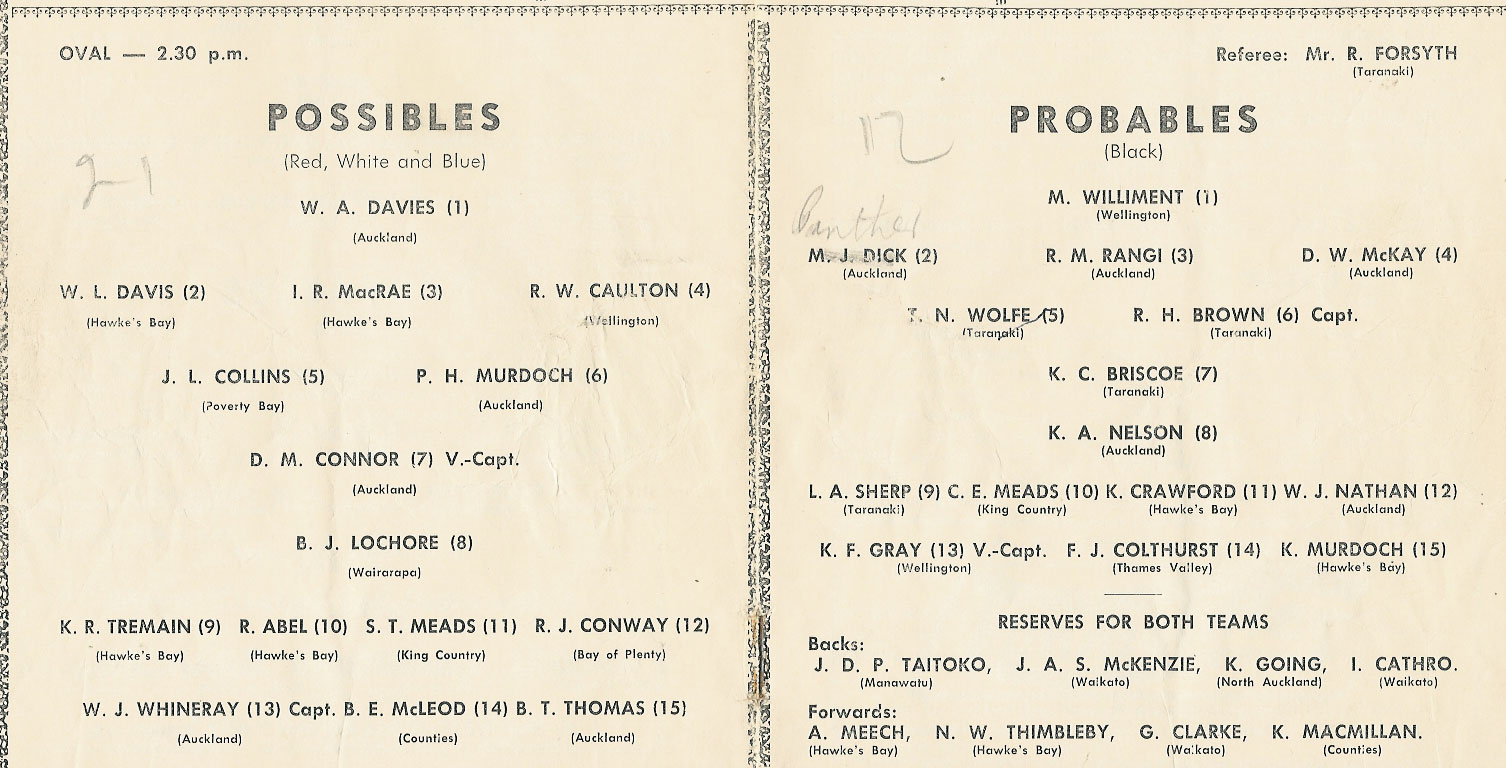 OVAL — 2.30 p.m.
POSSIBLES
(Red, White and Blue)
2-1
W. A. DAVIES (1)
(Auckland)
W. L. DAVIS (2) I. R. MacRAE (3) R. W. CAULTON (4)
(Hawke's Bay) (Hawke's Bay) (Wellington)
J. L. COLLINS (5) P. H. MURDOCH (6)
(Poverty Bay) (Auckland)
D. M. CONNOR (7) V.-Capt.
(Auckland)
B. J. LOCHORE (8)
(Wairarapa)
K. R. TREMAIN (9) R. ABEL (10) S. T. MEADS (11) R. J. CONWAY (12)
(Hawke's Bay) (Hawke's Bay) (King Country) (Bay of Plenty)
W. J. WHINERAY (13) Capt. B. E. McLEOD (14) B. T. THOMAS (15)
(Auckland) (Counties) (Auckland)
Referee: Mr. R. FORSYTH
(Taranaki)
PROBABLES
(Black)
12
M. WILLIMENT (1)
(Wellington)
Panther
M. J. DICK (2) R. M. RANGI (3) D. W. McKAY (4)
(Auckland) (Auckland) (Auckland)
T. N. WOLFE (5) R. H. BROWN (6) Capt.
(Taranaki) (Taranaki)
K. C. BRISCOE (7)
(Taranaki)
K. A. NELSON (8)
(Auckland)
L. A. SHERP (9) C. E. MEADS (10) K. CRAWFORD (11) W. J. NATHAN (12)
(Taranaki) (King Country) (Hawke's Bay) (Auckland)
K. F. GRAY (13) V.-Capt. F. J. COLTHURST (14) K. MURDOCH (15)
(Wellington) (Thames Valley) (Hawke's Bay)
RESERVES FOR BOTH TEAMS
Backs:
J. D. P. TAITOKO, J. A. S. McKENZIE, K. GOING, I. CATHRO.
(Manawatu) (Waikato) (North Auckland) (Waikato)
Forwards:
A. MEECH, N. W. THIMBLEBY, G. CLARKE, K. MACMILLAN.
(Hawke's Bay) (Hawke's Bay) (Waikato) (Counties)